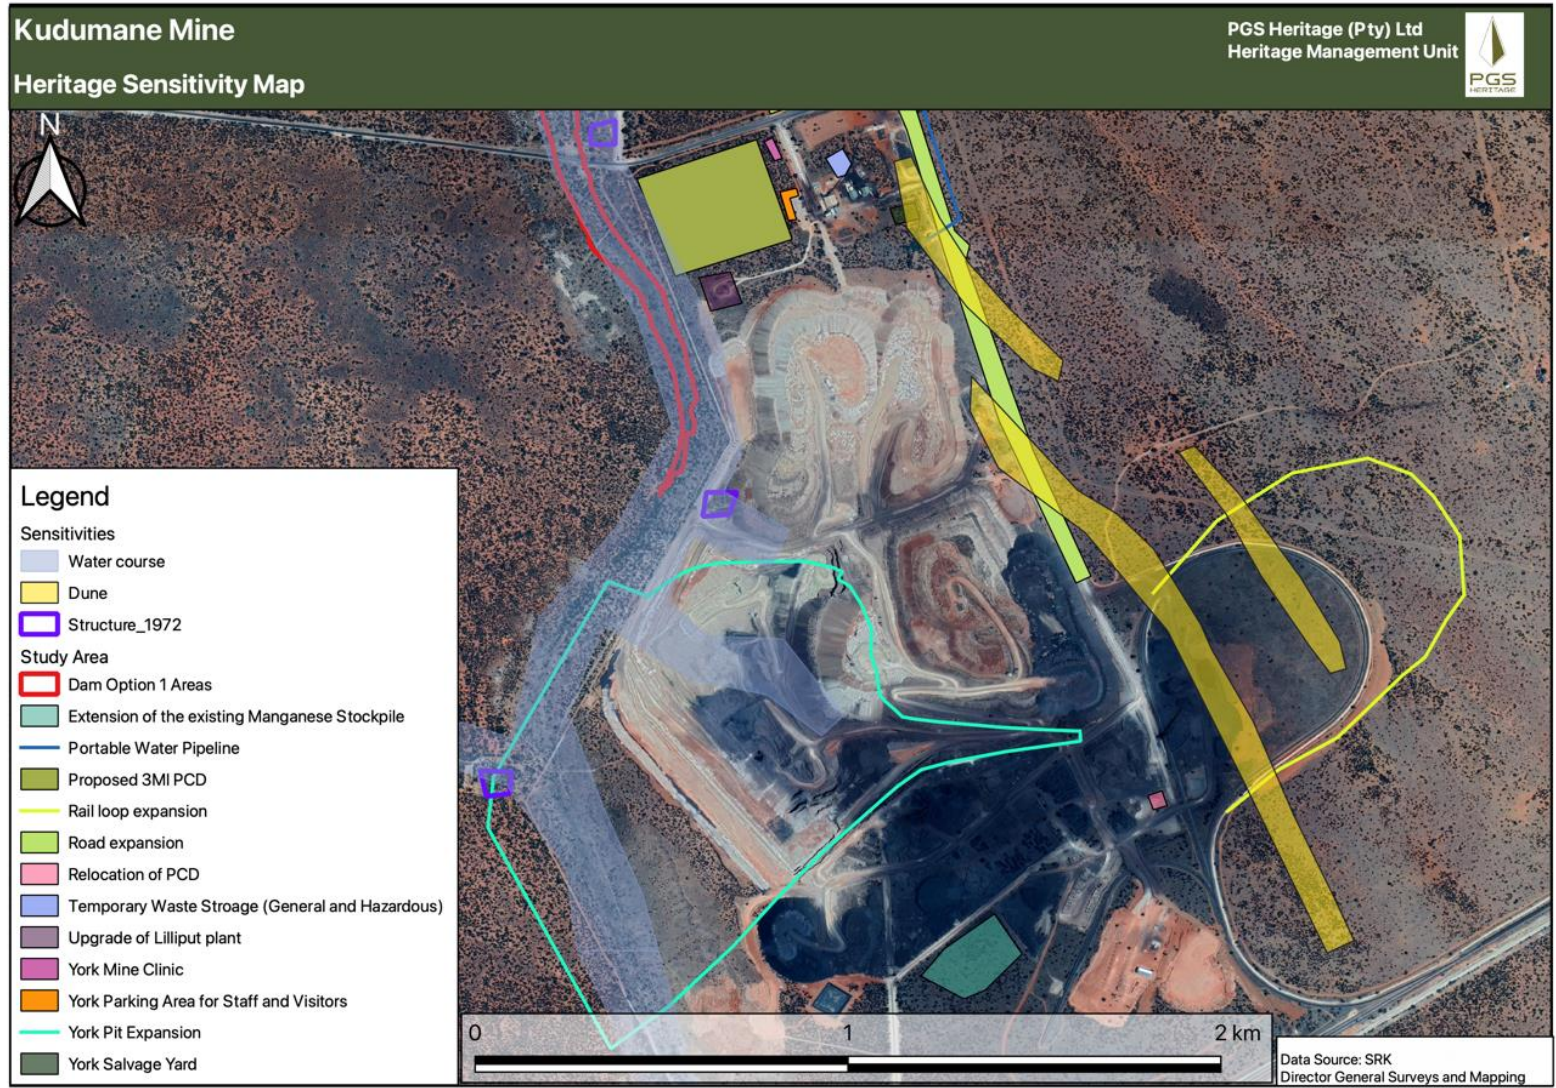 Kudumane Mine
Heritage Sensitivity Map
PGS Heritage (Pty) Ltd
Heritage Management Unit
PGS
HERITAGE
N
Legend
Sensitivities
Water course
Dune
Structure_1972
Study Area
Dam Option 1 Areas
Extension of the existing Manganese Stockpile
Portable Water Pipeline
Proposed 3Ml PCD
Rail loop expansion
Road expansion
Relocation of PCD
Temporary Waste Stroage (General and Hazardous)
Upgrade of Lilliput plant
York Mine Clinic
York Parking Area for Staff and Visitors
York Pit Expansion
York Salvage Yard
0 1 2 km
Data Source: SRK
Director General Surveys and Mapping